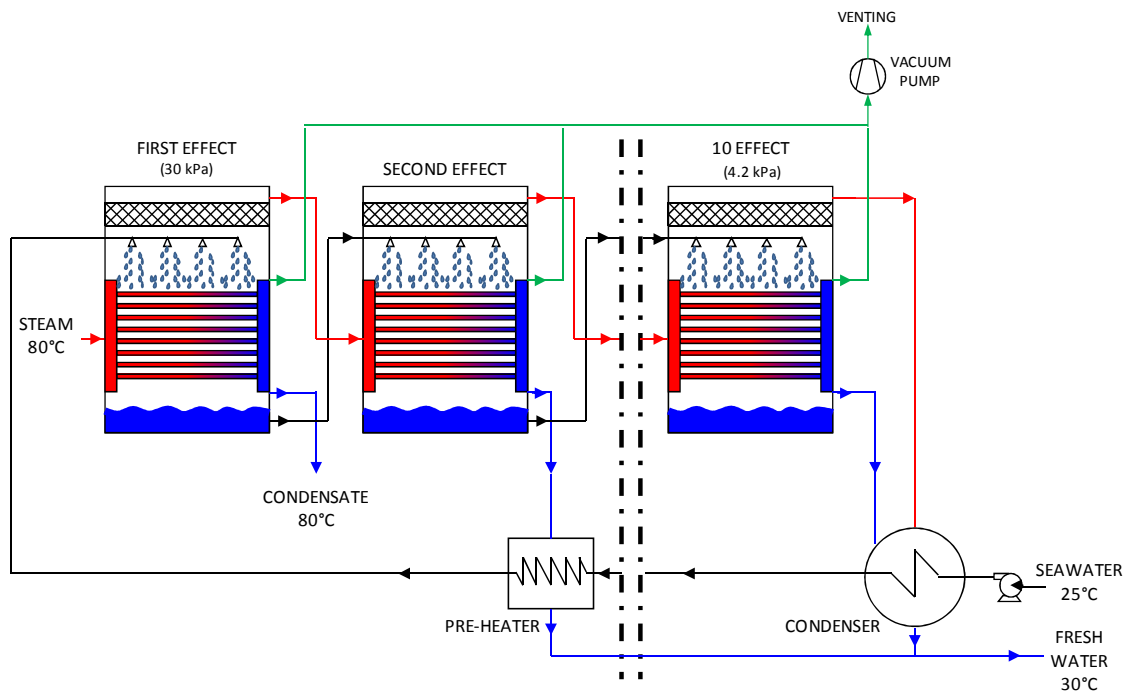 VENTING
VACUUM
PUMP
FIRST EFFECT
(30 kPa)
SECOND EFFECT
10 EFFECT
(4.2 kPa)
STEAM
80°C
CONDENSATE
80°C
SEAWATER
25°C
PRE-HEATER
CONDENSER
FRESH
WATER
30°C